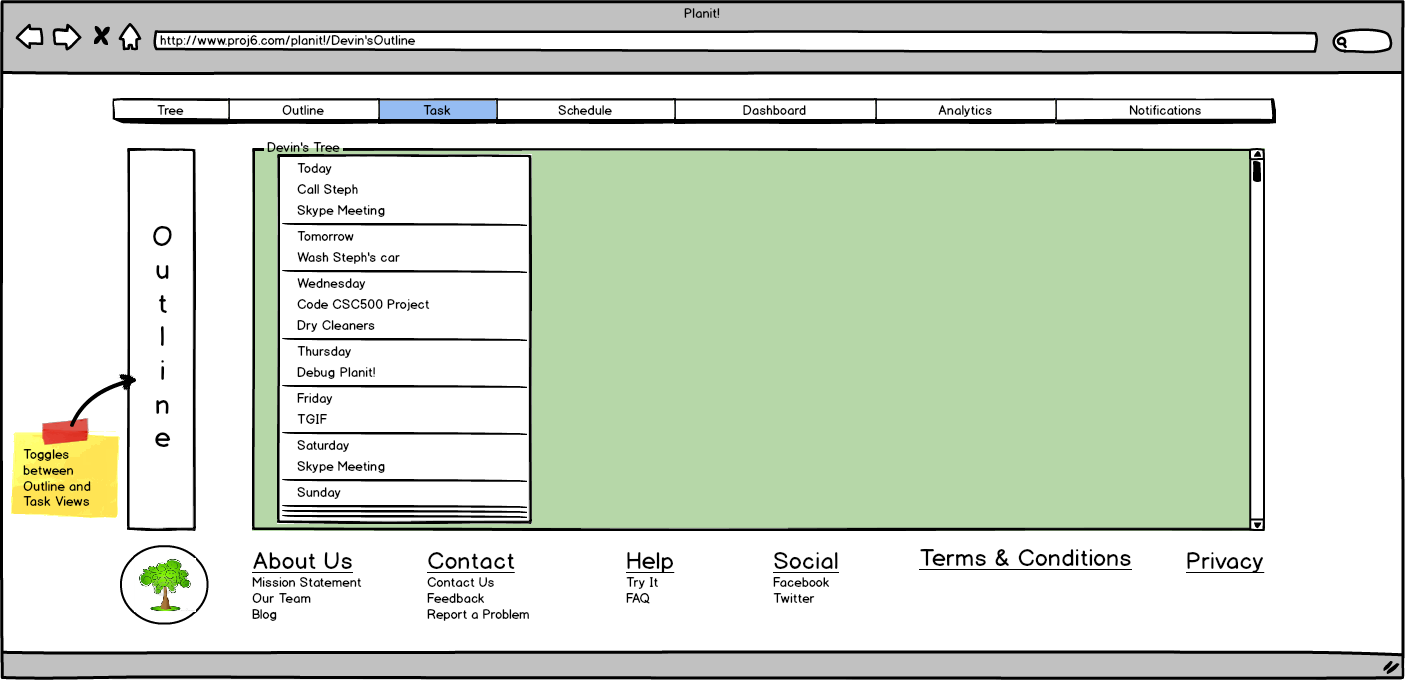 Planit!
http://www.proj6.com/planit!/Devin'sOutline
Tree Outline Task Schedule Dashboard Analytics Notifications
Outline
Toggles
between
Outline and
Task Views
Devin's Tree
Today
Call Steph
Skype Meeting
Tomorrow
Wash Steph's car
Wednesday
Code CSC500 Project
Dry Cleaners
Thursday
Debug Planit!
Friday
TGIF
Saturday
Skype Meeting
Sunday
About Us
Mission Statement
Our Team
Blog
Contact
Contact Us
Feedback
Report a Problem
Help
Try It
FAQ
Social
Facebook
Twitter
Terms & Conditions
Privacy